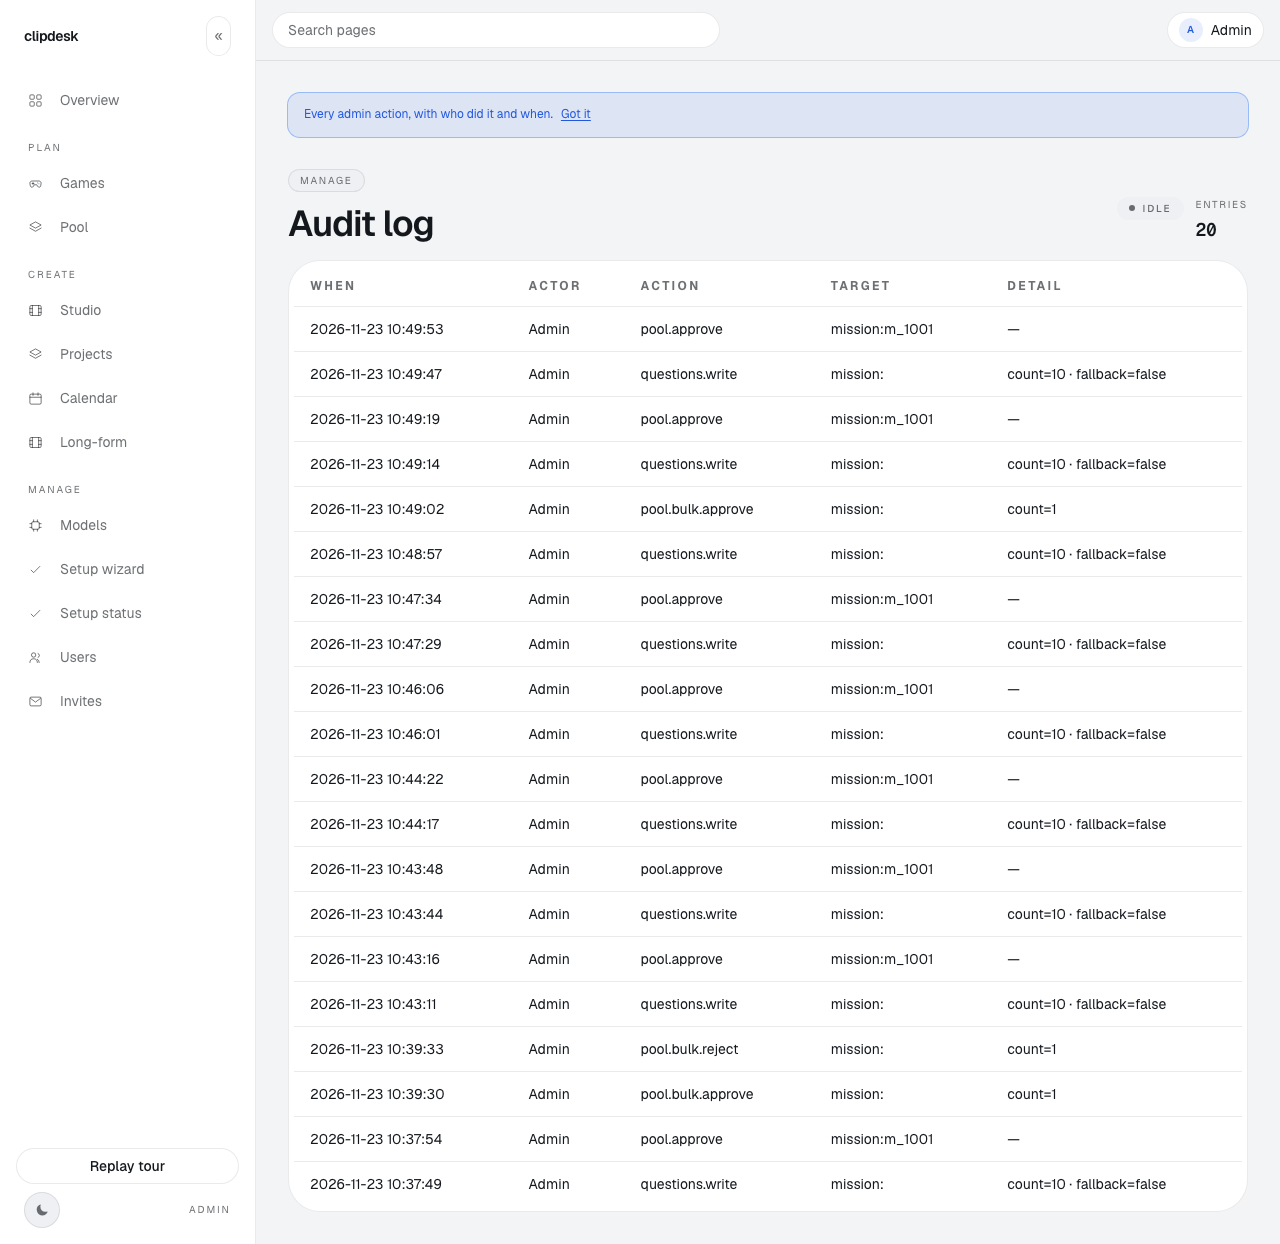 clipdesk
«
Search pages
A Admin
Overview
PLAN
Games
Pool
CREATE
Studio
Projects
Calendar
Long-form
MANAGE
Models
Setup wizard
Setup status
Users
Invites
Replay tour
ADMIN
Every admin action, with who did it and when. Got it
MANAGE
Audit log
IDLE
ENTRIES
20
WHEN ACTOR ACTION TARGET DETAIL
2026-11-23 10:49:53 Admin pool.approve mission:m_1001 —
2026-11-23 10:49:47 Admin questions.write mission: count=10 · fallback=false
2026-11-23 10:49:19 Admin pool.approve mission:m_1001 —
2026-11-23 10:49:14 Admin questions.write mission: count=10 · fallback=false
2026-11-23 10:49:02 Admin pool.bulk.approve mission: count=1
2026-11-23 10:48:57 Admin questions.write mission: count=10 · fallback=false
2026-11-23 10:47:34 Admin pool.approve mission:m_1001 —
2026-11-23 10:47:29 Admin questions.write mission: count=10 · fallback=false
2026-11-23 10:46:06 Admin pool.approve mission:m_1001 —
2026-11-23 10:46:01 Admin questions.write mission: count=10 · fallback=false
2026-11-23 10:44:22 Admin pool.approve mission:m_1001 —
2026-11-23 10:44:17 Admin questions.write mission: count=10 · fallback=false
2026-11-23 10:43:48 Admin pool.approve mission:m_1001 —
2026-11-23 10:43:44 Admin questions.write mission: count=10 · fallback=false
2026-11-23 10:43:16 Admin pool.approve mission:m_1001 —
2026-11-23 10:43:11 Admin questions.write mission: count=10 · fallback=false
2026-11-23 10:39:33 Admin pool.bulk.reject mission: count=1
2026-11-23 10:39:30 Admin pool.bulk.approve mission: count=1
2026-11-23 10:37:54 Admin pool.approve mission:m_1001 —
2026-11-23 10:37:49 Admin questions.write mission: count=10 · fallback=false